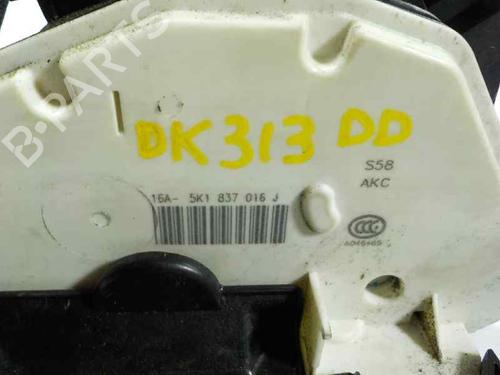 B-PARTS
DK313 DD
S58
AKC
16A- 5K1 837 016 J
CCC